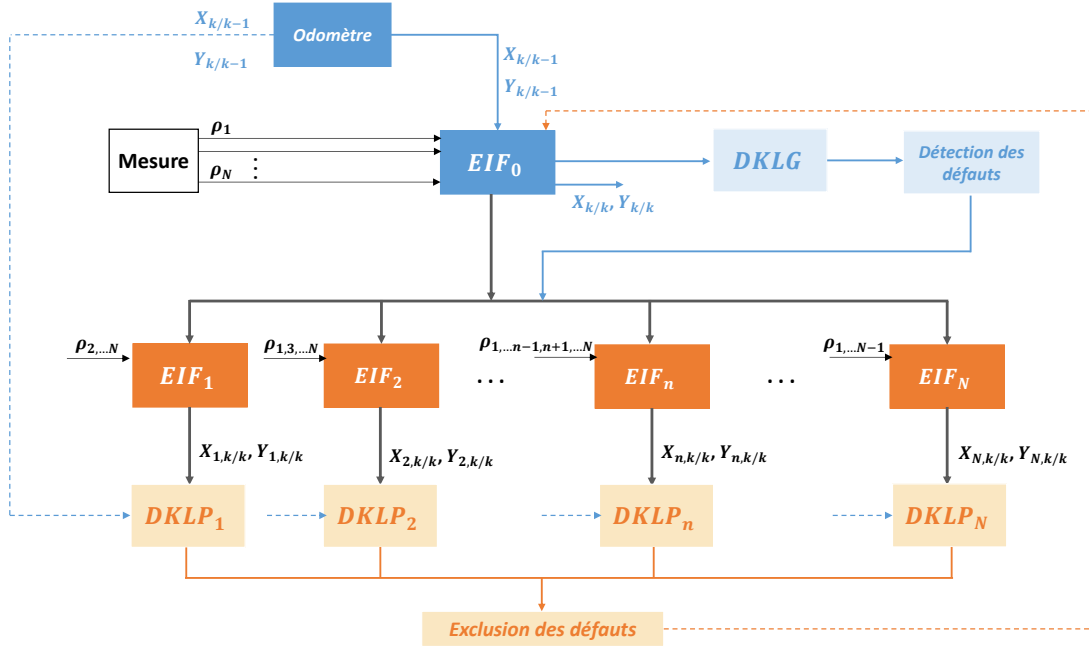 X_{k/k-1}
Y_{k/k-1}
Odomètre
X_{k/k-1}
Y_{k/k-1}
Mesure
ρ_1
ρ_N ⋮
EIF_0
DKLG
Détection des
défauts
X_{k/k}, Y_{k/k}
ρ_{2,...N}
EIF_1
ρ_{1,3,...N}
EIF_2
...
ρ_{1,...n-1,n+1,...N}
EIF_n
...
ρ_{1,...N-1}
EIF_N
X_{1,k/k}, Y_{1,k/k}
X_{2,k/k}, Y_{2,k/k}
X_{n,k/k}, Y_{n,k/k}
X_{N,k/k}, Y_{N,k/k}
DKLP_1
DKLP_2
DKLP_n
DKLP_N
Exclusion des défauts